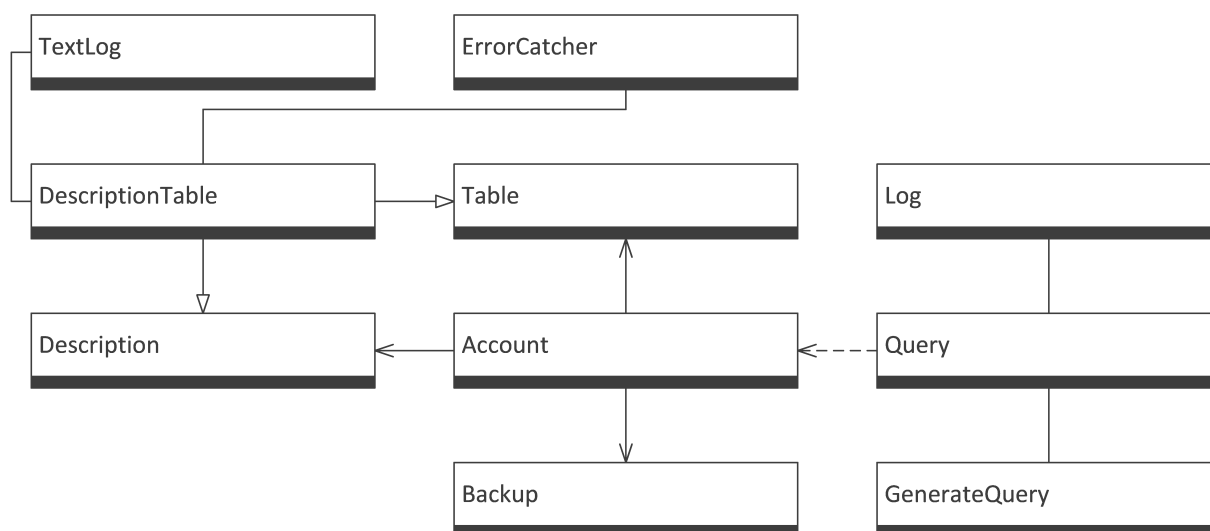 TextLog
ErrorCatcher
DescriptionTable
Table
Log
Description
Account
Query
Backup
GenerateQuery